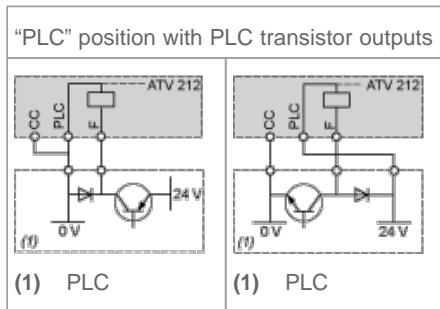 “PLC” position with PLC transistor outputs
ATV 212
CC
PLC
F
0 V
24 V
(1)
(1) PLC
ATV 212
CC
PLC
F
0 V
24 V
(1)
(1) PLC